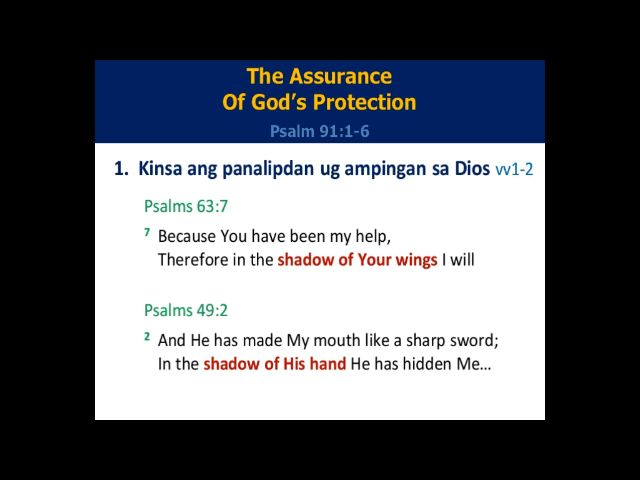 The Assurance
Of God's Protection
Psalm 91:1-6
1. Kinsa ang panalipdan ug ampingan sa Dios vv1-2
Psalms 63:7
7 Because You have been my help,
Therefore in the shadow of Your wings I will
Psalms 49:2
2 And He has made My mouth like a sharp sword;
In the shadow of His hand He has hidden Me...